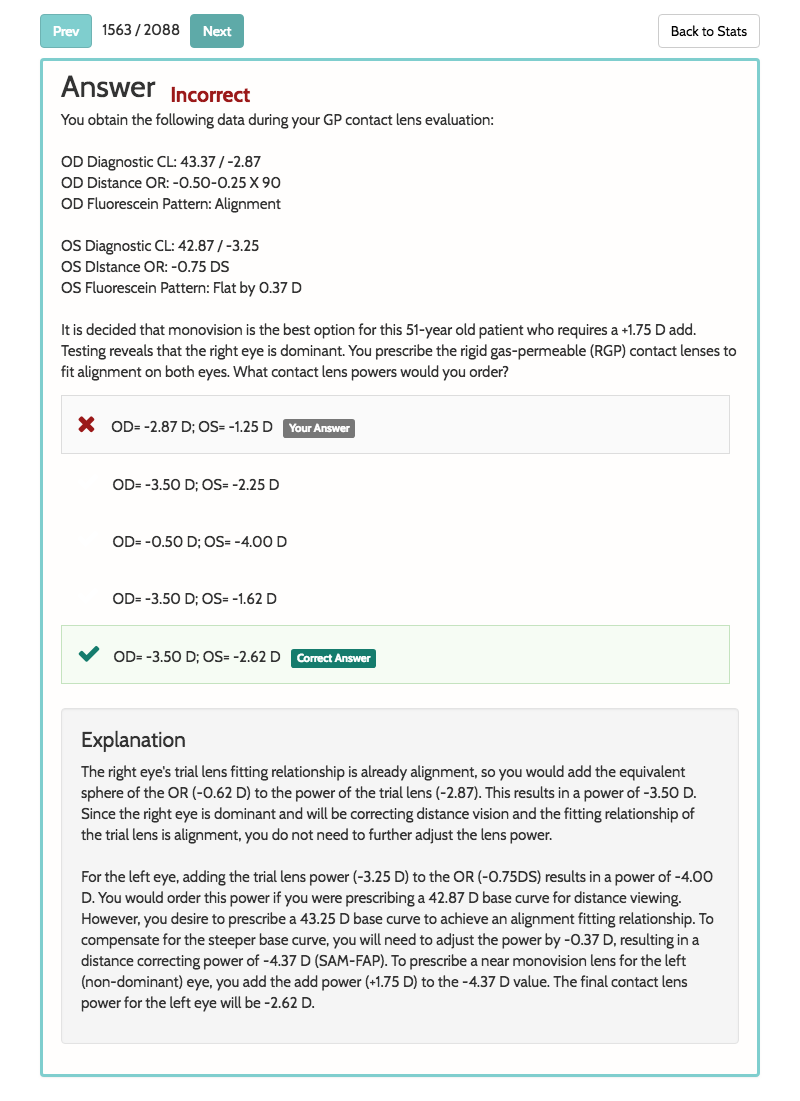 Prev 1563 / 2088 Next Back to Stats
Answer Incorrect
You obtain the following data during your GP contact lens evaluation:
OD Diagnostic CL: 43.37 / -2.87
OD Distance OR: -0.50-0.25 X 90
OD Fluorescein Pattern: Alignment
OS Diagnostic CL: 42.87 / -3.25
OS DIstance OR: -0.75 DS
OS Fluorescein Pattern: Flat by 0.37 D
It is decided that monovision is the best option for this 51-year old patient who requires a +1.75 D add.
Testing reveals that the right eye is dominant. You prescribe the rigid gas-permeable (RGP) contact lenses to
fit alignment on both eyes. What contact lens powers would you order?
OD= -2.87 D; OS= -1.25 D Your Answer
OD= -3.50 D; OS= -2.25 D
OD= -0.50 D; OS= -4.00 D
OD= -3.50 D; OS= -1.62 D
OD= -3.50 D; OS= -2.62 D Correct Answer
Explanation
The right eye's trial lens fitting relationship is already alignment, so you would add the equivalent
sphere of the OR (-0.62 D) to the power of the trial lens (-2.87). This results in a power of -3.50 D.
Since the right eye is dominant and will be correcting distance vision and the fitting relationship of
the trial lens is alignment, you do not need to further adjust the lens power.
For the left eye, adding the trial lens power (-3.25 D) to the OR (-0.75DS) results in a power of -4.00
D. You would order this power if you were prescribing a 42.87 D base curve for distance viewing.
However, you desire to prescribe a 43.25 D base curve to achieve an alignment fitting relationship. To
compensate for the steeper base curve, you will need to adjust the power by -0.37 D, resulting in a
distance correcting power of -4.37 D (SAM-FAP). To prescribe a near monovision lens for the left
(non-dominant) eye, you add the add power (+1.75 D) to the -4.37 D value. The final contact lens
power for the left eye will be -2.62 D.